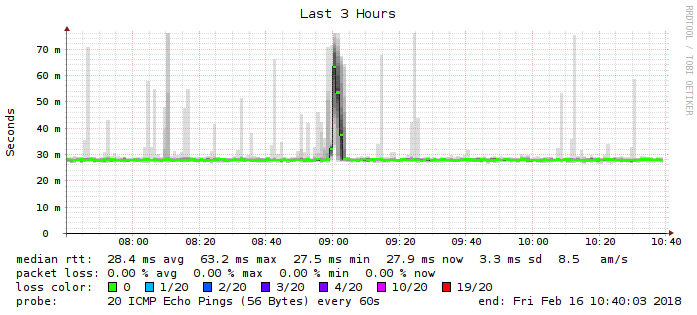 Last 3 Hours
RRDTOOL / TOBI OETIKER
Seconds
70 m
60 m
50 m
40 m
30 m
20 m
10 m
0
08:00 08:20 08:40 09:00 09:20 09:40 10:00 10:20 10:40
median rtt: 28.4 ms avg 63.2 ms max 27.5 ms min 27.9 ms now 3.3 ms sd 8.5 am/s
packet loss: 0.00 % avg 0.00 % max 0.00 % min 0.00 % now
loss color: 0 1/20 2/20 3/20 4/20 10/20 19/20
probe: 20 ICMP Echo Pings (56 Bytes) every 60s end: Fri Feb 16 10:40:03 2018